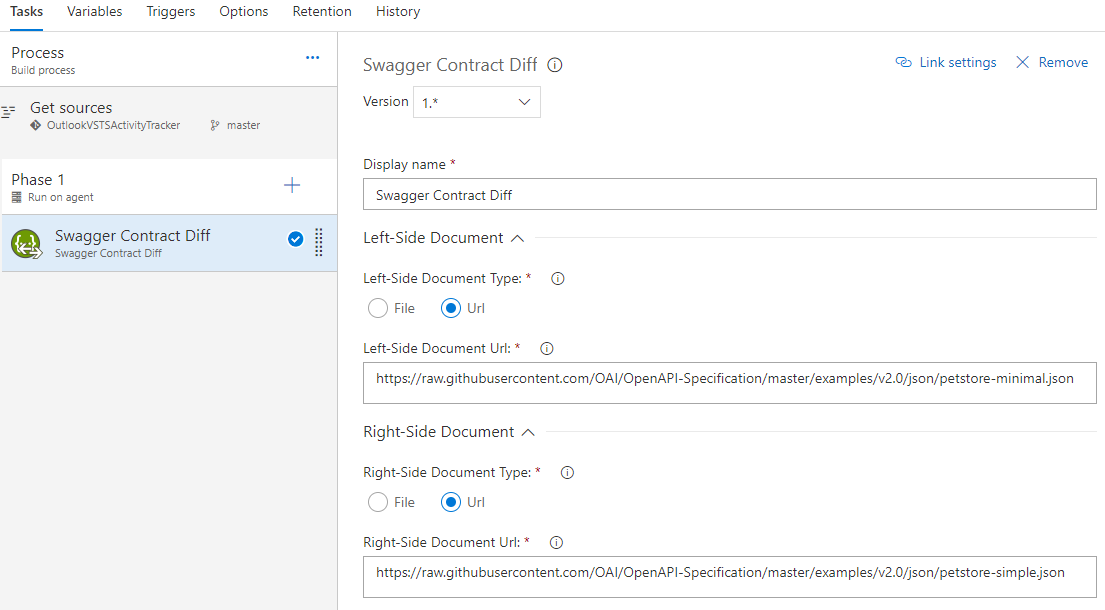 Tasks Variables Triggers Options Retention History
Process
Build process
Get sources
OutlookVSTSActivityTracker master
Phase 1
Run on agent
Swagger Contract Diff
Swagger Contract Diff
Swagger Contract Diff
Link settings Remove
Version 1.*
Display name *
Swagger Contract Diff
Left-Side Document
Left-Side Document Type: *
File Url
Left-Side Document Url: *
https://raw.githubusercontent.com/OAI/OpenAPI-Specification/master/examples/v2.0/json/petstore-minimal.json
Right-Side Document
Right-Side Document Type: *
File Url
Right-Side Document Url: *
https://raw.githubusercontent.com/OAI/OpenAPI-Specification/master/examples/v2.0/json/petstore-simple.json